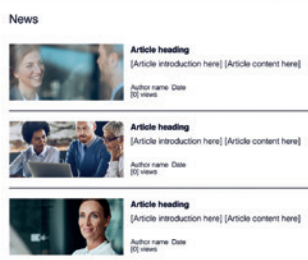 News
Article heading
[Article introduction here] [Article content here]
Author name Date
[0] views
Article heading
[Article introduction here] [Article content here]
Author name Date
[0] views
Article heading
[Article introduction here] [Article content here]
Author name Date
[0] views